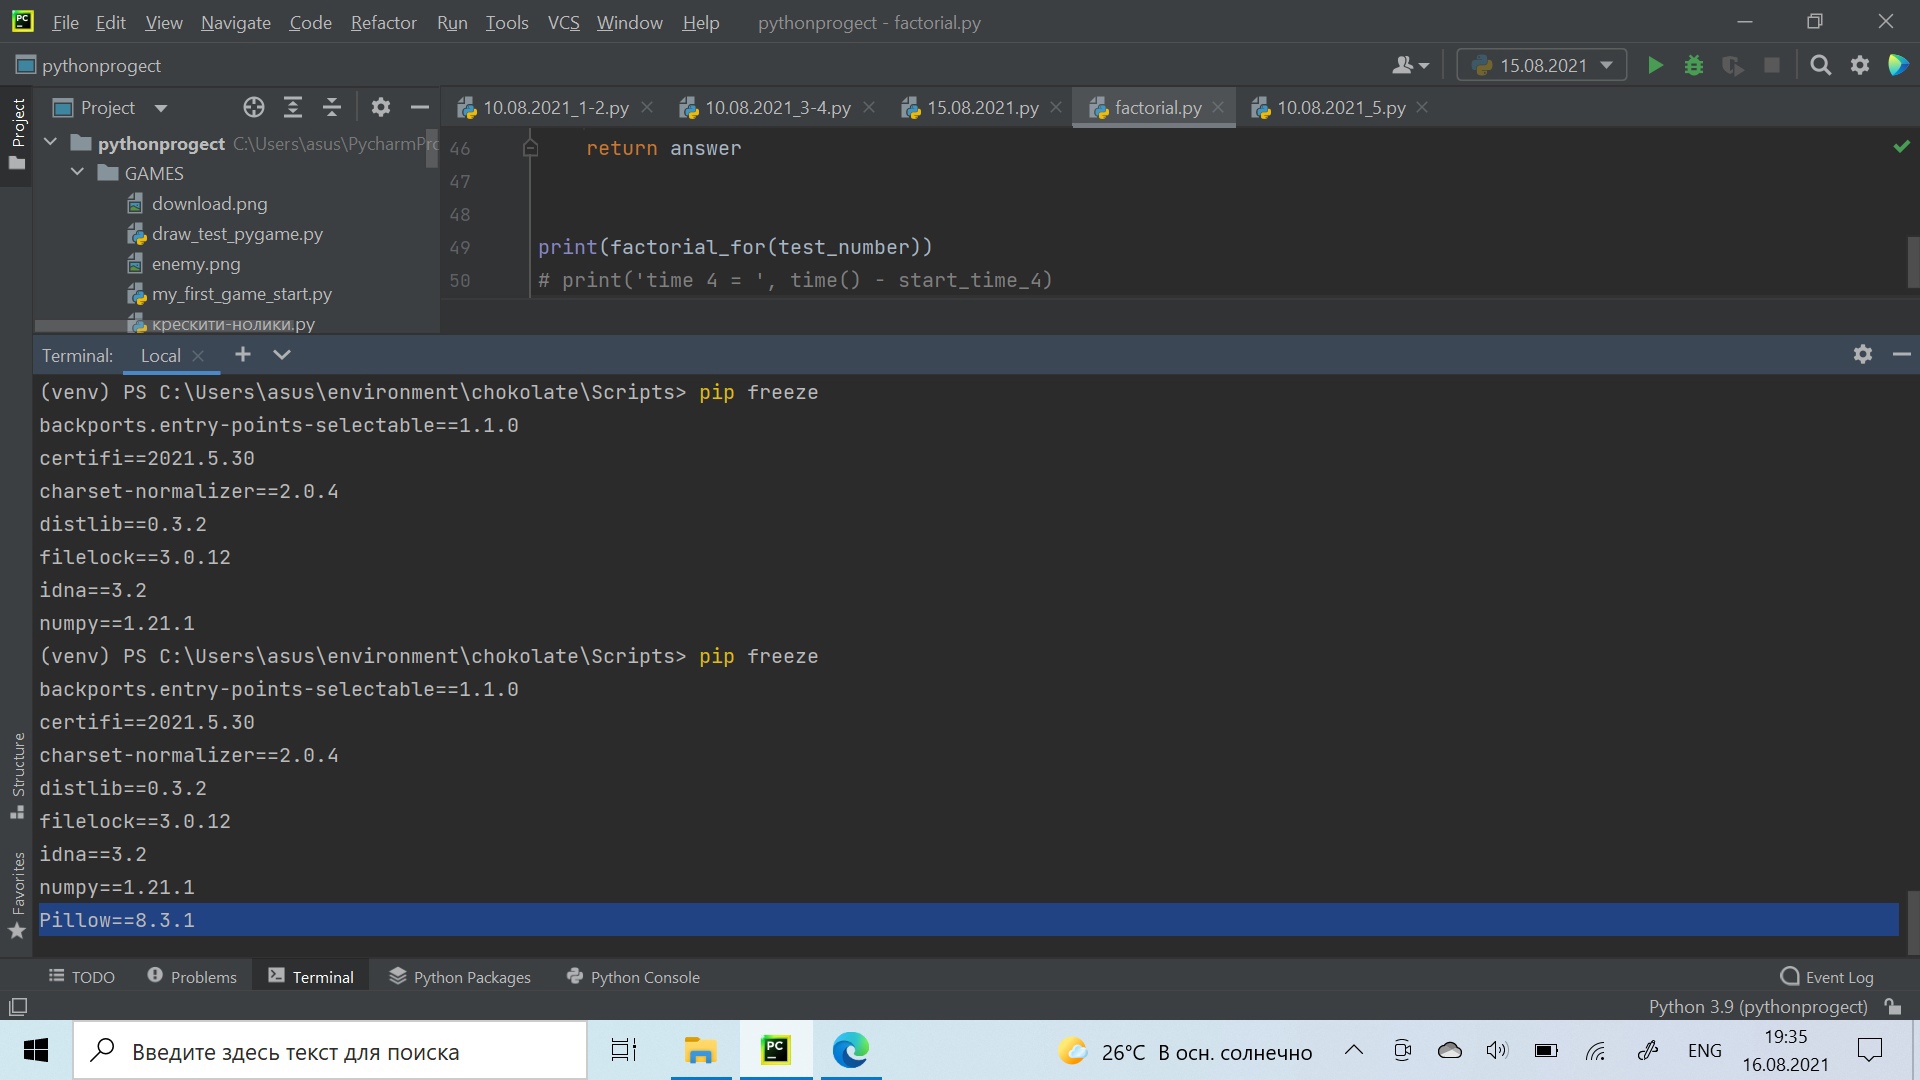 PC File Edit View Navigate Code Refactor Run Tools VCS Window Help pythonprogect - factorial.py
pythonprogect 15.08.2021
Project 10.08.2021_1-2.py 10.08.2021_3-4.py 15.08.2021.py factorial.py 10.08.2021_5.py
Project
pythonprogect C:\Users\asus\PycharmPro
GAMES
download.png
draw_test_pygame.py
enemy.png
my_first_game_start.py
крескити-нолики.py
46 return answer
47
48
49 print(factorial_for(test_number))
50 # print('time 4 = ', time() - start_time_4)
Terminal: Local
(venv) PS C:\Users\asus\environment\chokolate\Scripts> pip freeze
backports.entry-points-selectable==1.1.0
certifi==2021.5.30
charset-normalizer==2.0.4
distlib==0.3.2
filelock==3.0.12
idna==3.2
numpy==1.21.1
(venv) PS C:\Users\asus\environment\chokolate\Scripts> pip freeze
backports.entry-points-selectable==1.1.0
certifi==2021.5.30
charset-normalizer==2.0.4
distlib==0.3.2
filelock==3.0.12
idna==3.2
numpy==1.21.1
Pillow==8.3.1
Structure
Favorites
TODO Problems Terminal Python Packages Python Console Event Log
Python 3.9 (pythonprogect)
Введите здесь текст для поиска PC 26°C В осн. солнечно ENG 19:35
16.08.2021